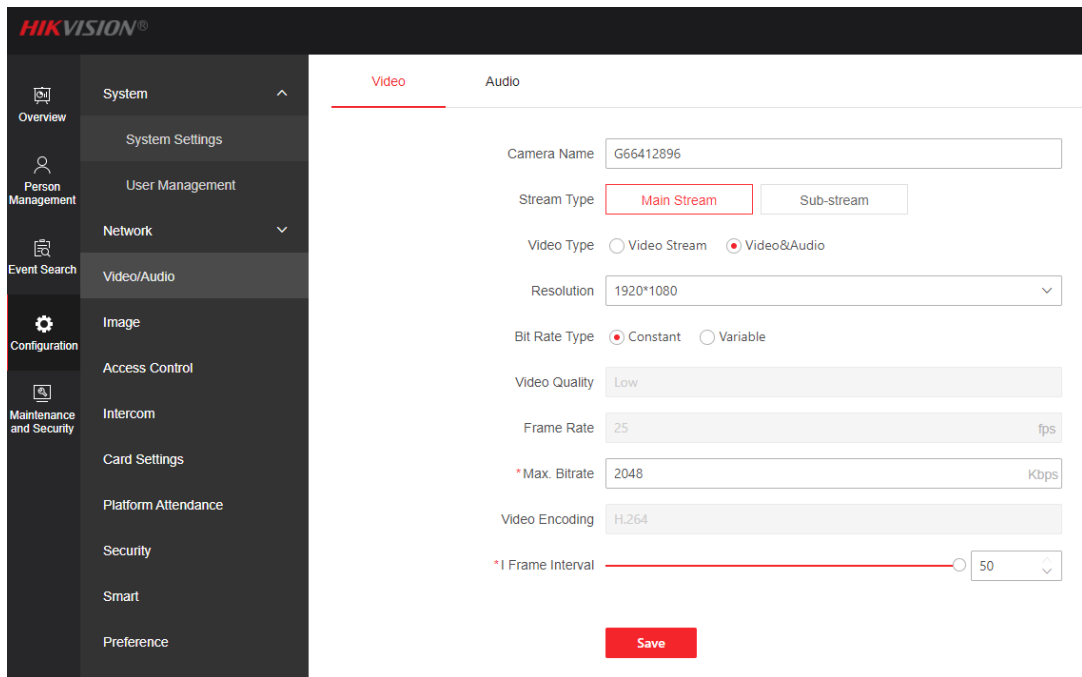 HIKVISION®
Overview
Person
Management
Event Search
Configuration
Maintenance
and Security
System
System Settings
User Management
Network
Video/Audio
Image
Access Control
Intercom
Card Settings
Platform Attendance
Security
Smart
Preference
Video Audio
Camera Name G66412896
Stream Type Main Stream Sub-stream
Video Type Video Stream Video&Audio
Resolution 1920*1080
Bit Rate Type Constant Variable
Video Quality Low
Frame Rate 25 fps
*Max. Bitrate 2048 Kbps
Video Encoding H.264
*I Frame Interval 50
Save